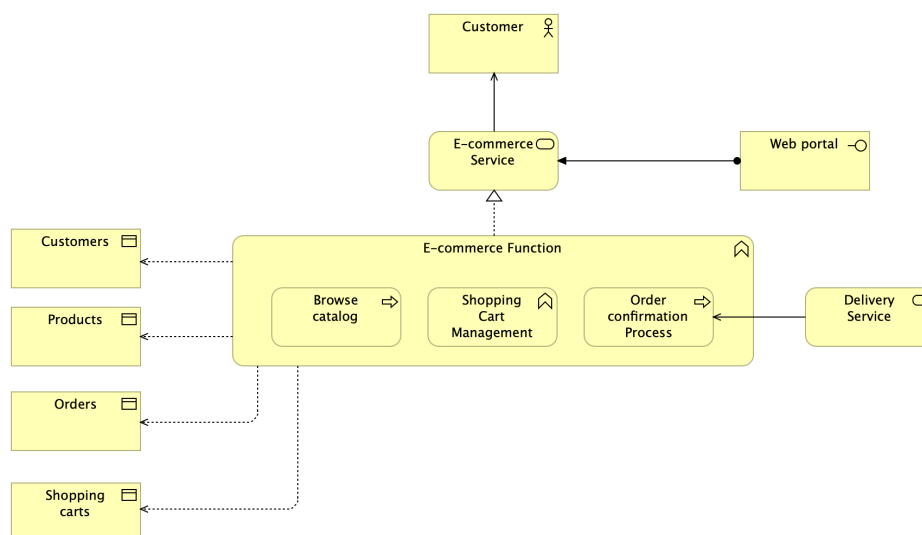 Customer
E-commerce
Service
Web portal
Customers
E-commerce Function
Products
Browse
catalog
Shopping
Cart
Management
Order
confirmation
Process
Delivery
Service
Orders
Shopping
carts